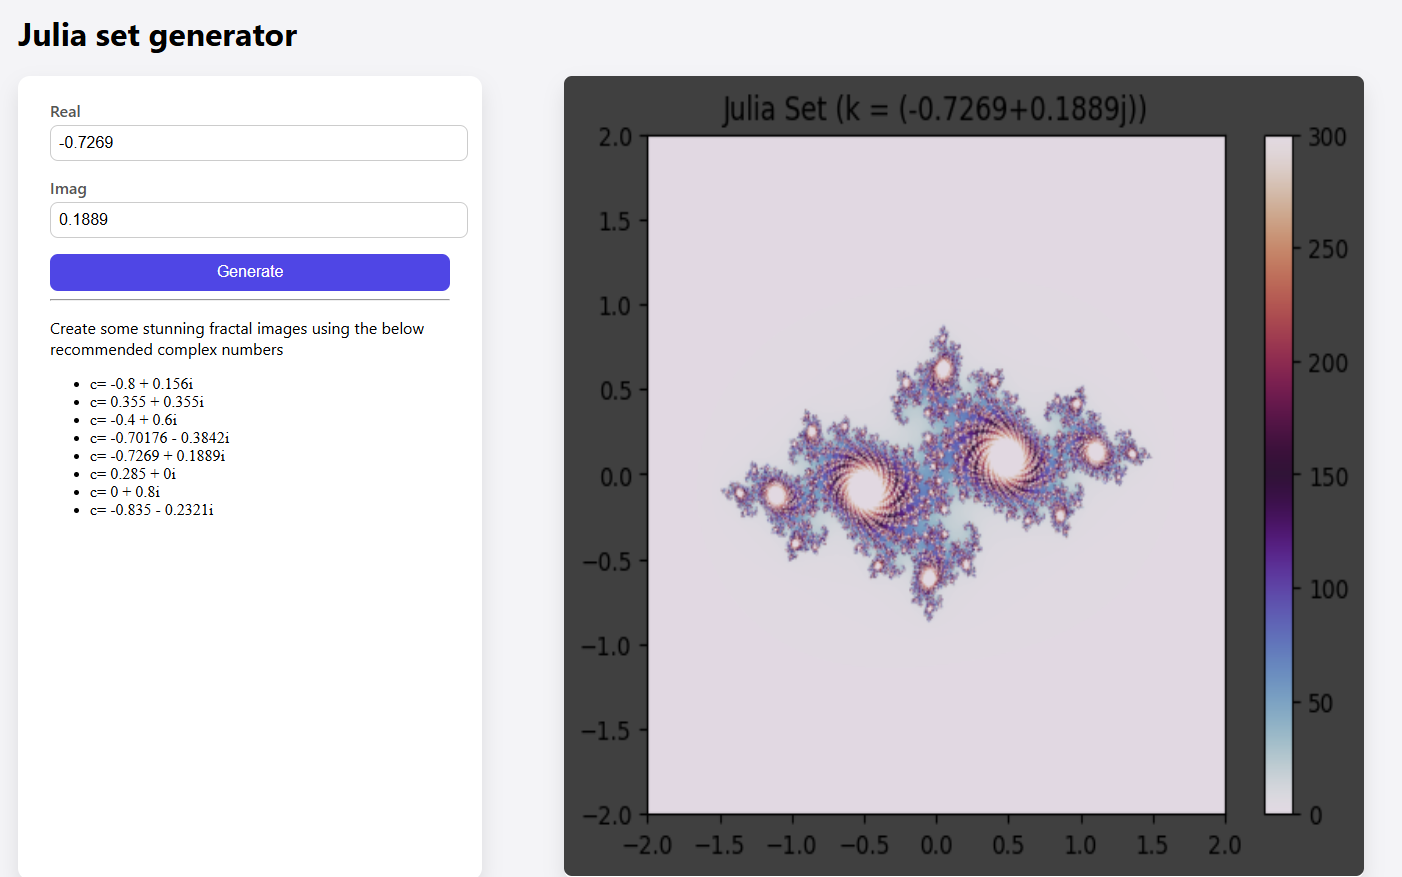 Julia set generator
Real
-0.7269
Imag
0.1889
Generate
Create some stunning fractal images using the below
recommended complex numbers
• c= -0.8 + 0.156i
• c= 0.355 + 0.355i
• c= -0.4 + 0.6i
• c= -0.70176 - 0.3842i
• c= -0.7269 + 0.1889i
• c= 0.285 + 0i
• c= 0 + 0.8i
• c= -0.835 - 0.2321i
Julia Set (k = (-0.7269+0.1889j))
2.0
1.5
1.0
0.5
0.0
−0.5
−1.0
−1.5
−2.0
−2.0 −1.5 −1.0 −0.5 0.0 0.5 1.0 1.5 2.0
300
250
200
150
100
50
0